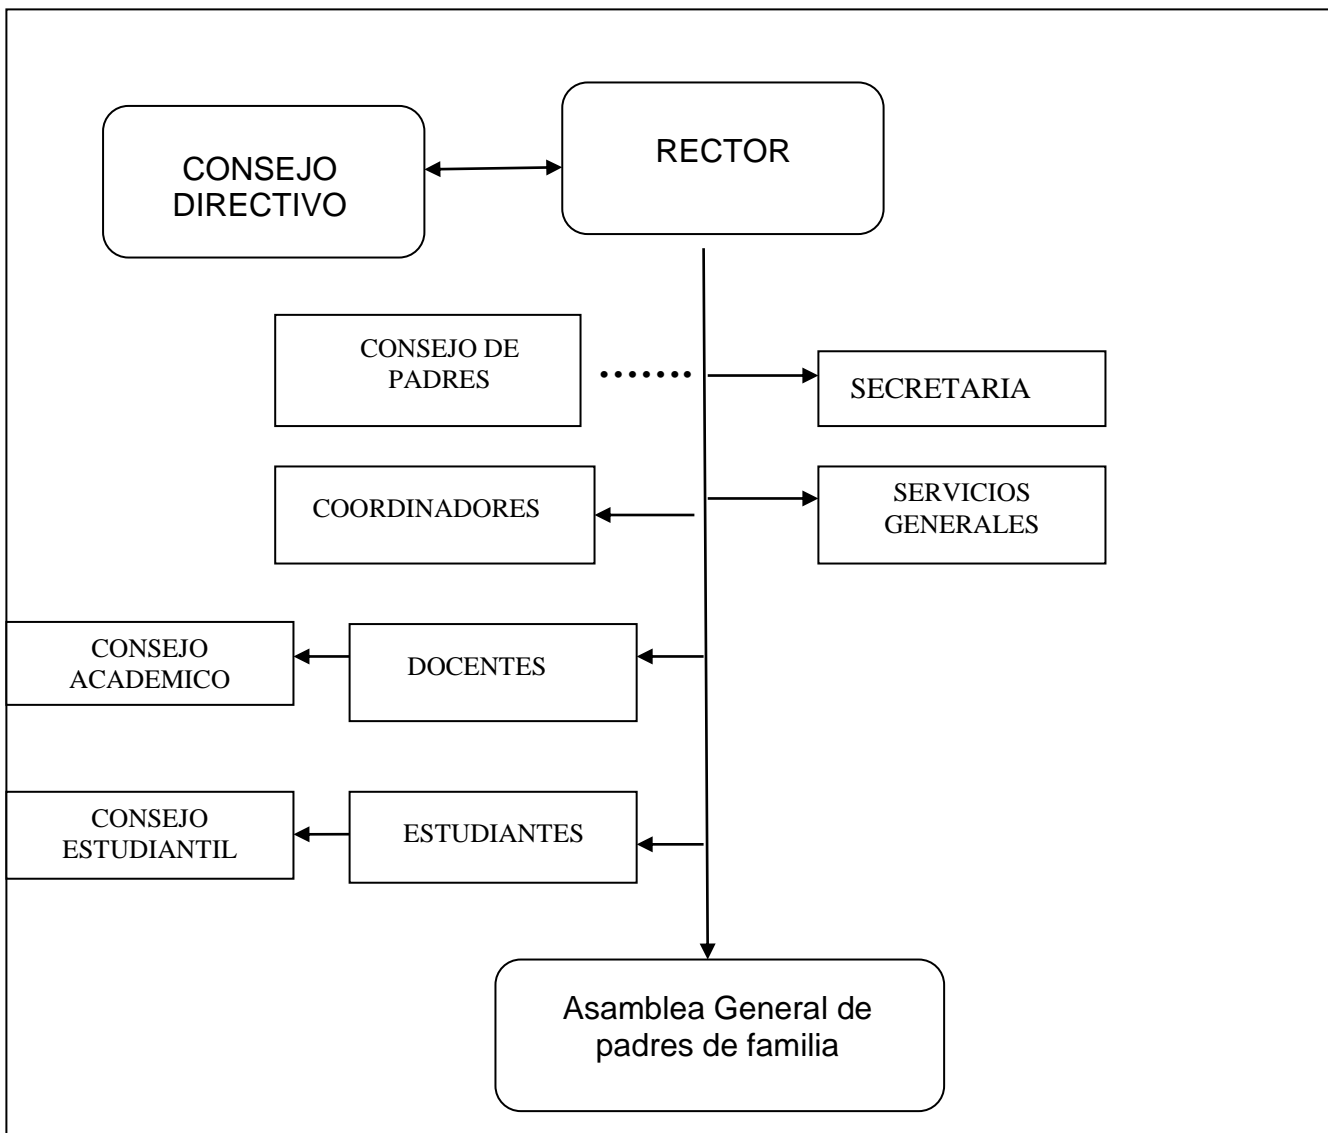 CONSEJO
DIRECTIVO
RECTOR
CONSEJO DE
PADRES
SECRETARIA
COORDINADORES
SERVICIOS
GENERALES
CONSEJO
ACADEMICO
DOCENTES
CONSEJO
ESTUDIANTIL
ESTUDIANTES
Asamblea General de
padres de familia